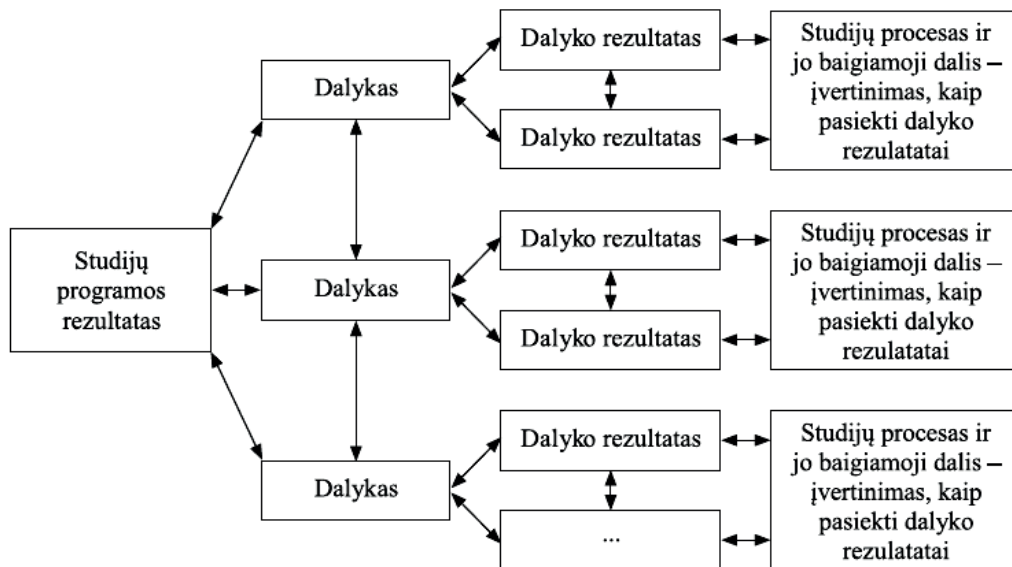 Studijų
programos
rezultatas
Dalykas
Dalyko rezultatas
Dalyko rezultatas
Studijų procesas ir
jo baigiamoji dalis –
įvertinimas, kaip
pasiekti dalyko
rezulatatai
Dalykas
Dalyko rezultatas
Dalyko rezultatas
Studijų procesas ir
jo baigiamoji dalis –
įvertinimas, kaip
pasiekti dalyko
rezulatatai
Dalykas
Dalyko rezultatas
...
Studijų procesas ir
jo baigiamoji dalis –
įvertinimas, kaip
pasiekti dalyko
rezulatatai